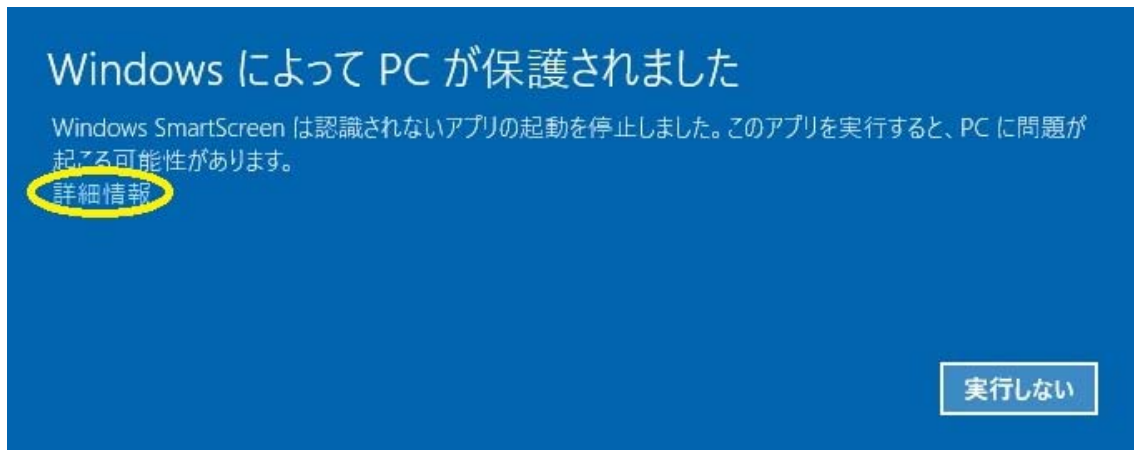 Windows によって PC が保護されました
Windows SmartScreen は認識されないアプリの起動を停止しました。このアプリを実行すると、PC に問題が
起こる可能性があります。
詳細情報
実行しない